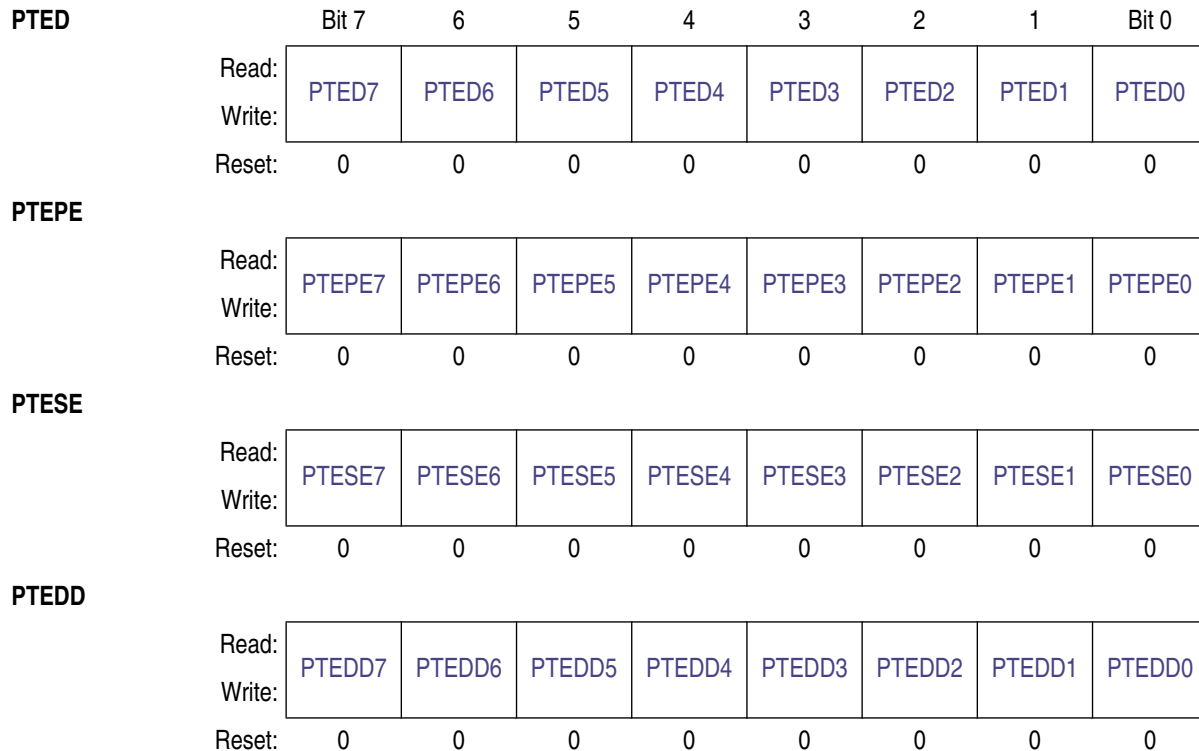 PTED Bit 7 6 5 4 3 2 1 Bit 0
Read:
PTED7 PTED6 PTED5 PTED4 PTED3 PTED2 PTED1 PTED0
Write:
Reset: 0 0 0 0 0 0 0 0
PTEPE
Read:
PTEPE7 PTEPE6 PTEPE5 PTEPE4 PTEPE3 PTEPE2 PTEPE1 PTEPE0
Write:
Reset: 0 0 0 0 0 0 0 0
PTESE
Read:
PTESE7 PTESE6 PTESE5 PTESE4 PTESE3 PTESE2 PTESE1 PTESE0
Write:
Reset: 0 0 0 0 0 0 0 0
PTEDD
Read:
PTEDD7 PTEDD6 PTEDD5 PTEDD4 PTEDD3 PTEDD2 PTEDD1 PTEDD0
Write:
Reset: 0 0 0 0 0 0 0 0